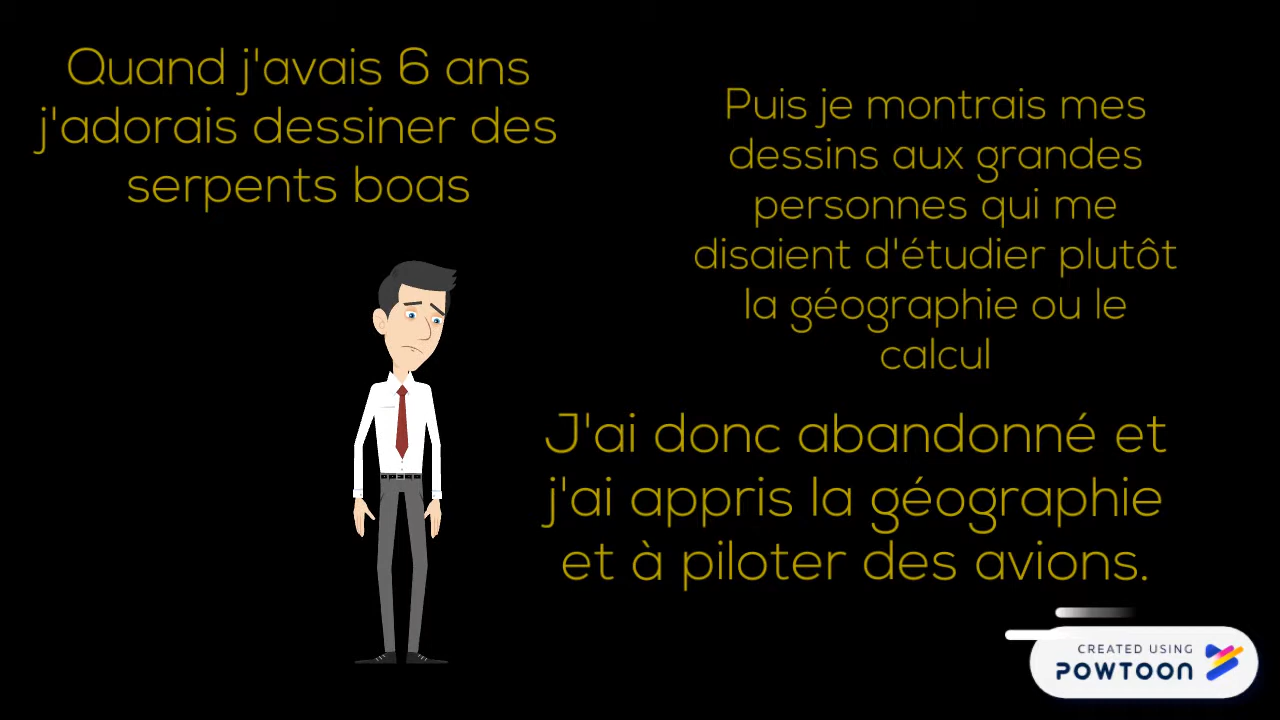 Quand j'avais 6 ans
j'adorais dessiner des
serpents boas
Puis je montrais mes
dessins aux grandes
personnes qui me
disaient d'étudier plutôt
la géographie ou le
calcul
J'ai donc abandonné et
j'ai appris la géographie
et à piloter des avions.
CREATED USING
POWTOON